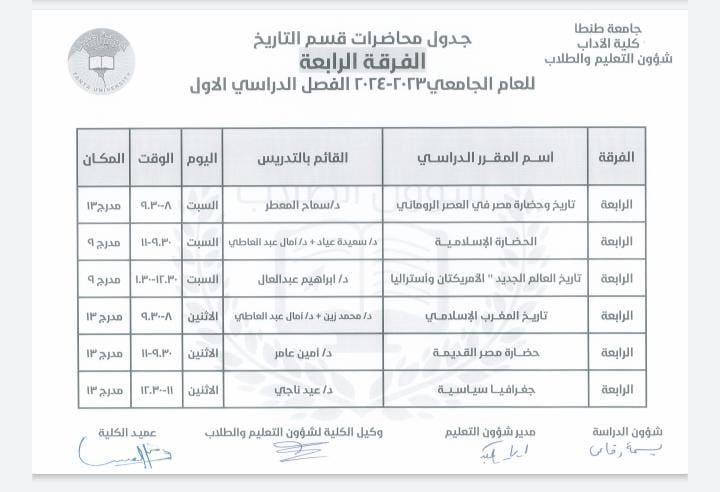 جامعة طنطا
كلية الآداب
شؤون التعليم والطلاب
جدول محاضرات قسم التاريخ
الفرقة الرابعة
للعام الجامعي ٢٠٢٣-٢٠٢٤ الفصل الدراسي الاول
TANTA UNIVERSITY
الفرقة اسم المقرر الدراسي القائم بالتدريس اليوم الوقت المكان
الرابعة تاريخ وحضارة مصر في العصر الروماني د/سماح المعطر السبت ٨-٩.٣٠ مدرج١٣
الرابعة الحضارة الإسلامية د/ سعيدة عياد + د/ امال عبد العاطي السبت ٩.٣٠-١١ مدرج ٩
الرابعة تاريخ العالم الجديد " الأمريكتان وأستراليا د/ ابراهيم عبدالعال السبت ١٢.٣٠-١.٣٠ مدرج ٩
الرابعة تاريخ المغرب الإسلامي د/ محمد زين + د/ امال عبد العاطي الاثنين ٨-٩.٣٠ مدرج ١٣
الرابعة حضارة مصر القديمة د/ أمين عامر الاثنين ٩.٣٠-١١ مدرج ١٣
الرابعة جغرافيا سياسية د/ عيد ناجي الاثنين ١١-١٢.٣٠ مدرج ١٣
شؤون الدراسة مدير شؤون التعليم وكيل الكلية لشؤون التعليم والطلاب عميد الكلية